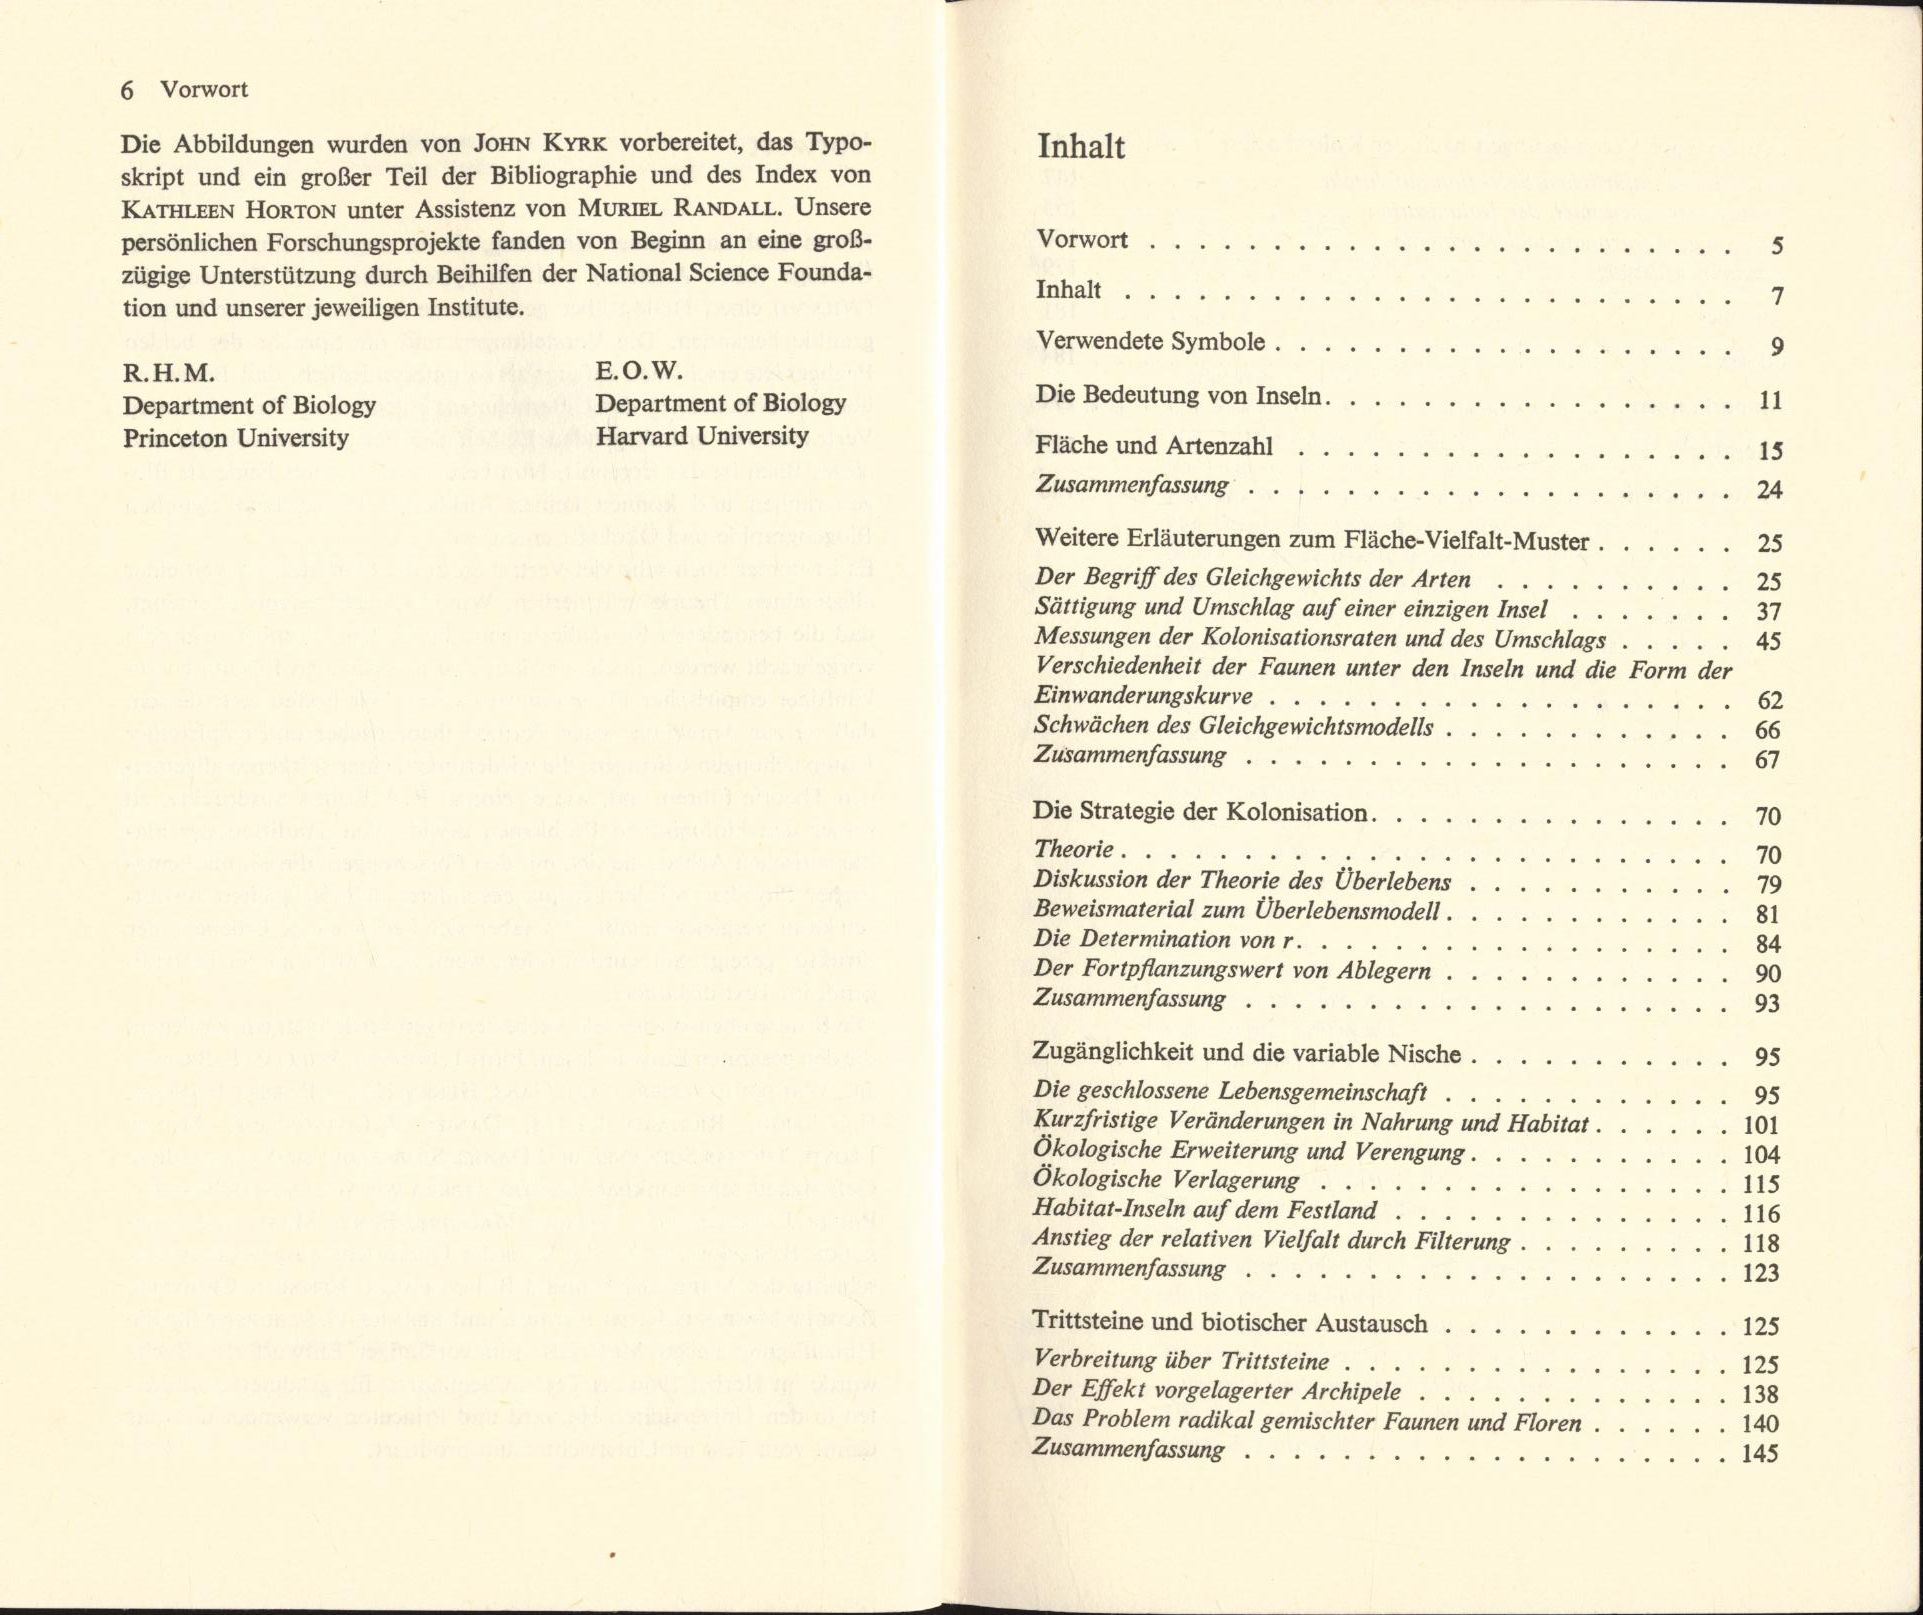 6 Vorwort
Die Abbildungen wurden von JOHN KYRK vorbereitet, das Typo-
skript und ein großer Teil der Bibliographie und des Index von
KATHLEEN HORTON unter Assistenz von MURIEL RANDALL. Unsere
persönlichen Forschungsprojekte fanden von Beginn an eine groß-
zügige Unterstützung durch Beihilfen der National Science Founda-
tion und unserer jeweiligen Institute.
R.H.M.
Department of Biology
Princeton University
E.O.W.
Department of Biology
Harvard University
Inhalt
Vorwort . . . . . . . . . . . . . . . . . . . . . . . . 5
Inhalt . . . . . . . . . . . . . . . . . . . . . . . . . 7
Verwendete Symbole . . . . . . . . . . . . . . . . . . . 9
Die Bedeutung von Inseln . . . . . . . . . . . . . . . . . 11
Fläche und Artenzahl . . . . . . . . . . . . . . . . . . 15
Zusammenfassung . . . . . . . . . . . . . . . . . . . . 24
Weitere Erläuterungen zum Fläche-Vielfalt-Muster . . . . . . 25
Der Begriff des Gleichgewichts der Arten . . . . . . . . . . 25
Sättigung und Umschlag auf einer einzigen Insel . . . . . . . 37
Messungen der Kolonisationsraten und des Umschlags . . . . . 45
Verschiedenheit der Faunen unter den Inseln und die Form der
Einwanderungskurve . . . . . . . . . . . . . . . . . . . 62
Schwächen des Gleichgewichtsmodells . . . . . . . . . . . . 66
Zusammenfassung . . . . . . . . . . . . . . . . . . . . 67
Die Strategie der Kolonisation . . . . . . . . . . . . . . . 70
Theorie . . . . . . . . . . . . . . . . . . . . . . . . . 70
Diskussion der Theorie des Überlebens . . . . . . . . . . . 79
Beweismaterial zum Überlebensmodell . . . . . . . . . . . . 81
Die Determination von r . . . . . . . . . . . . . . . . . . 84
Der Fortpflanzungswert von Ablegern . . . . . . . . . . . . 90
Zusammenfassung . . . . . . . . . . . . . . . . . . . . 93
Zugänglichkeit und die variable Nische . . . . . . . . . . . 95
Die geschlossene Lebensgemeinschaft . . . . . . . . . . . . 95
Kurzfristige Veränderungen in Nahrung und Habitat . . . . . . 101
Ökologische Erweiterung und Verengung . . . . . . . . . . . 104
Ökologische Verlagerung . . . . . . . . . . . . . . . . . 115
Habitat-Inseln auf dem Festland . . . . . . . . . . . . . . 116
Anstieg der relativen Vielfalt durch Filterung . . . . . . . . . 118
Zusammenfassung . . . . . . . . . . . . . . . . . . . . 123
Trittsteine und biotischer Austausch . . . . . . . . . . . . 125
Verbreitung über Trittsteine . . . . . . . . . . . . . . . . 125
Der Effekt vorgelagerter Archipele . . . . . . . . . . . . . 138
Das Problem radikal gemischter Faunen und Floren . . . . . . 140
Zusammenfassung . . . . . . . . . . . . . . . . . . . . 145